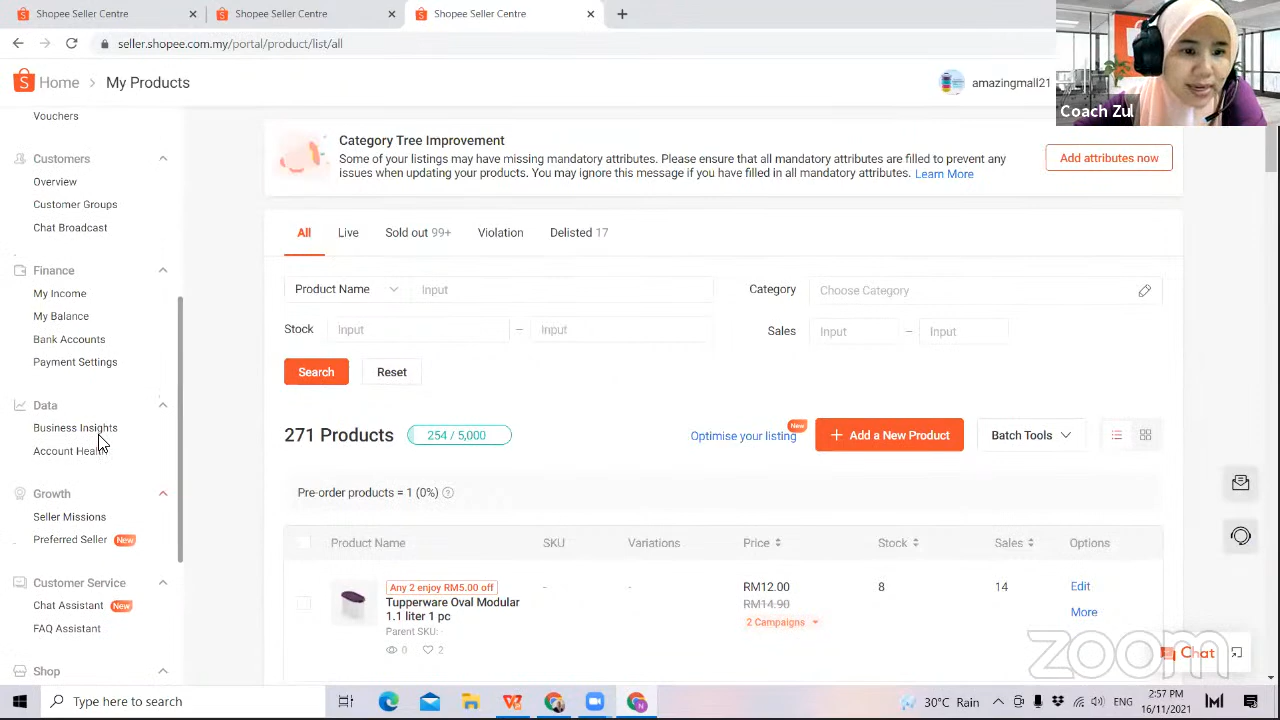 Shopee Seller Centre
Shopee Seller Centre
Shopee Seller Centre
seller.shopee.com.my/portal/product/list/all
Home > My Products
amazingmall21
Coach Zul
Vouchers
Customers
Overview
Customer Groups
Chat Broadcast
Finance
My Income
My Balance
Bank Accounts
Payment Settings
Data
Business Insights
Account Health
Growth
Seller Missions
Preferred Seller New
Customer Service
Chat Assistant New
FAQ Assistant
Shop
Category Tree Improvement
Some of your listings may have missing mandatory attributes. Please ensure that all mandatory attributes are filled to prevent any
issues when updating your products. You may ignore this message if you have filled in all mandatory attributes. Learn More
Add attributes now
All Live Sold out 99+ Violation Delisted 17
Product Name Input Category Choose Category
Stock Input – Input Sales Input – Input
Search Reset
271 Products 254 / 5,000 Optimise your listing New + Add a New Product Batch Tools
Pre-order products = 1 (0%)
Product Name SKU Variations Price Stock Sales Options
Any 2 enjoy RM5.00 off
Tupperware Oval Modular
1.1 liter 1 pc
Parent SKU: -
0 2
- -
RM12.00 8 14 Edit
RM14.90 More
2 Campaigns
zoom
Chat
Type here to search
30°C Rain
ENG
2:57 PM
16/11/2021